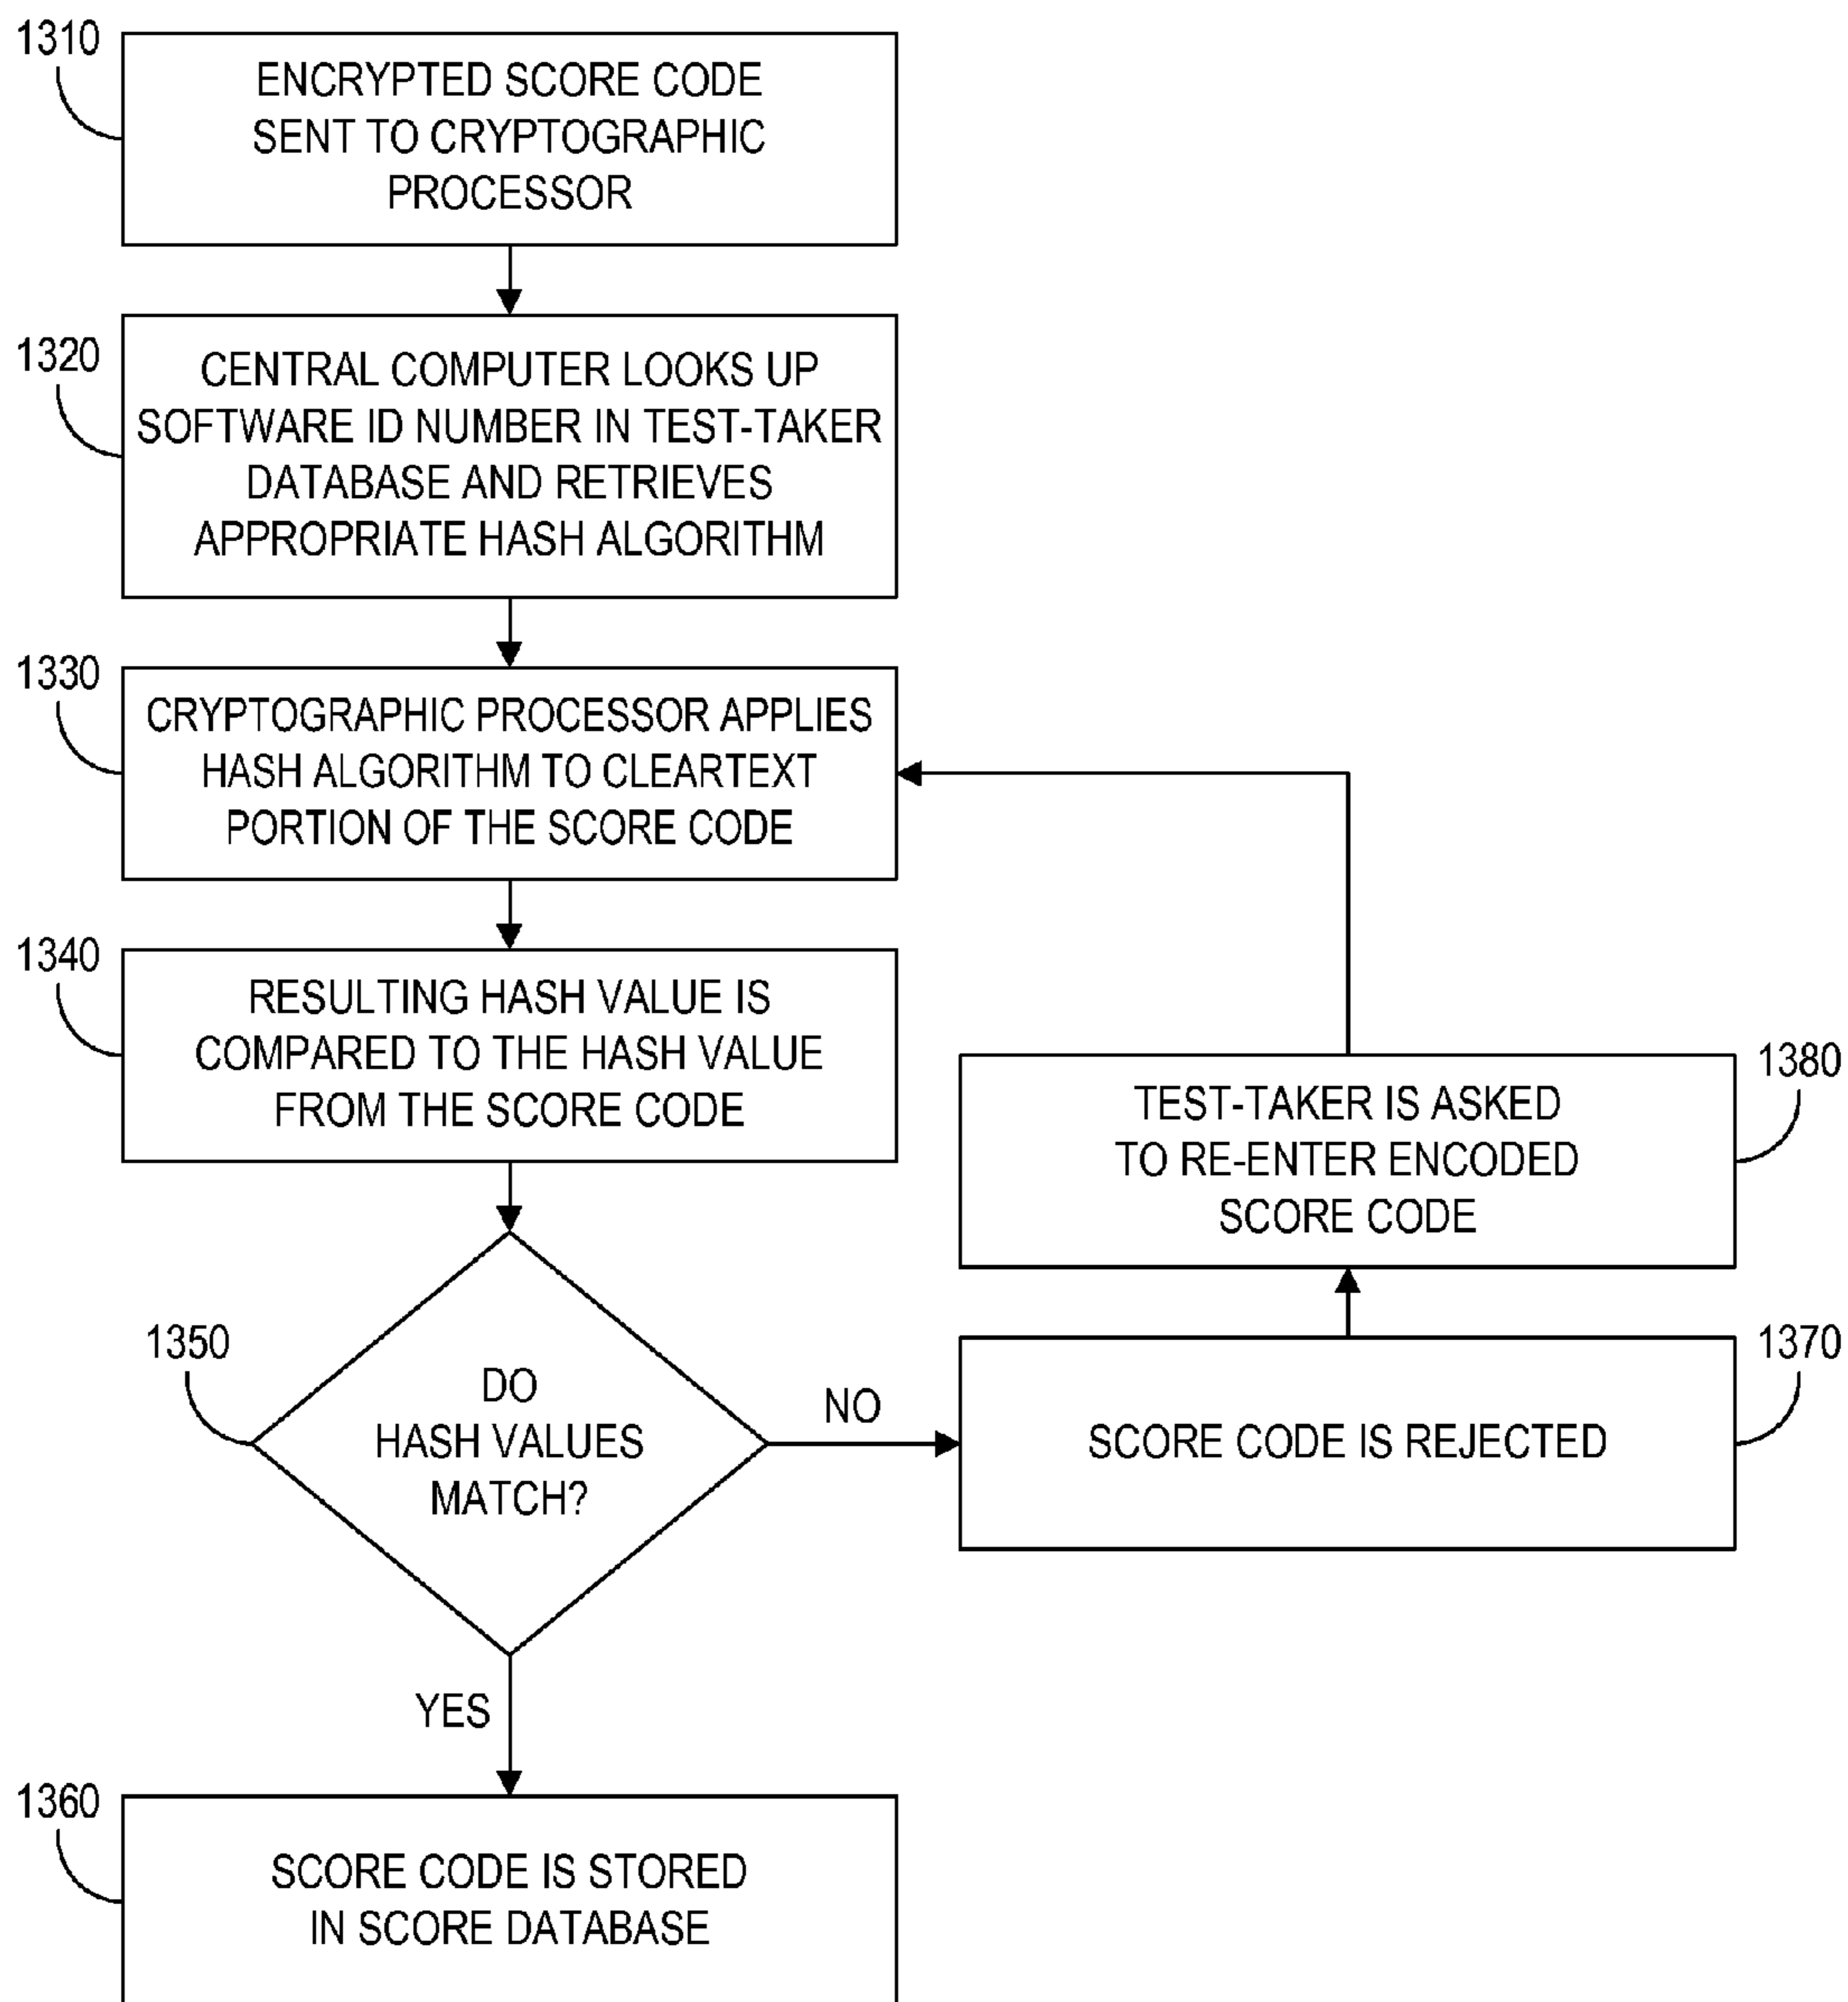 1310
ENCRYPTED SCORE CODE
SENT TO CRYPTOGRAPHIC
PROCESSOR
1320
CENTRAL COMPUTER LOOKS UP
SOFTWARE ID NUMBER IN TEST-TAKER
DATABASE AND RETRIEVES
APPROPRIATE HASH ALGORITHM
1330
CRYPTOGRAPHIC PROCESSOR APPLIES
HASH ALGORITHM TO CLEARTEXT
PORTION OF THE SCORE CODE
1340
RESULTING HASH VALUE IS
COMPARED TO THE HASH VALUE
FROM THE SCORE CODE
1350
DO
HASH VALUES
MATCH?
NO
1370
SCORE CODE IS REJECTED
1380
TEST-TAKER IS ASKED
TO RE-ENTER ENCODED
SCORE CODE
YES
1360
SCORE CODE IS STORED
IN SCORE DATABASE